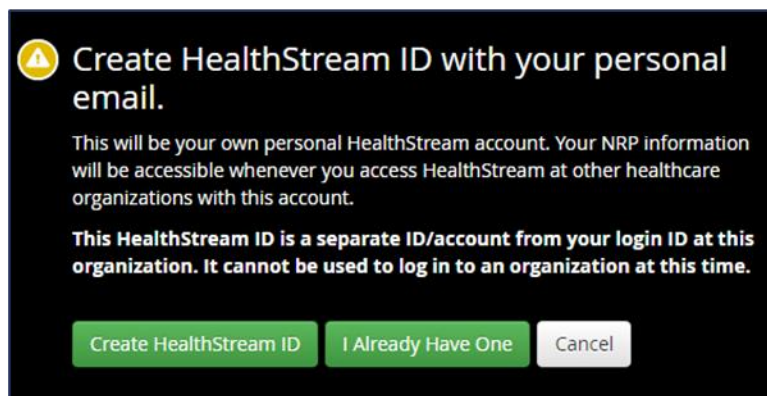 Create HealthStream ID with your personal
email.
This will be your own personal HealthStream account. Your NRP information
will be accessible whenever you access HealthStream at other healthcare
organizations with this account.
This HealthStream ID is a separate ID/account from your login ID at this
organization. It cannot be used to log in to an organization at this time.
Create HealthStream ID
I Already Have One
Cancel